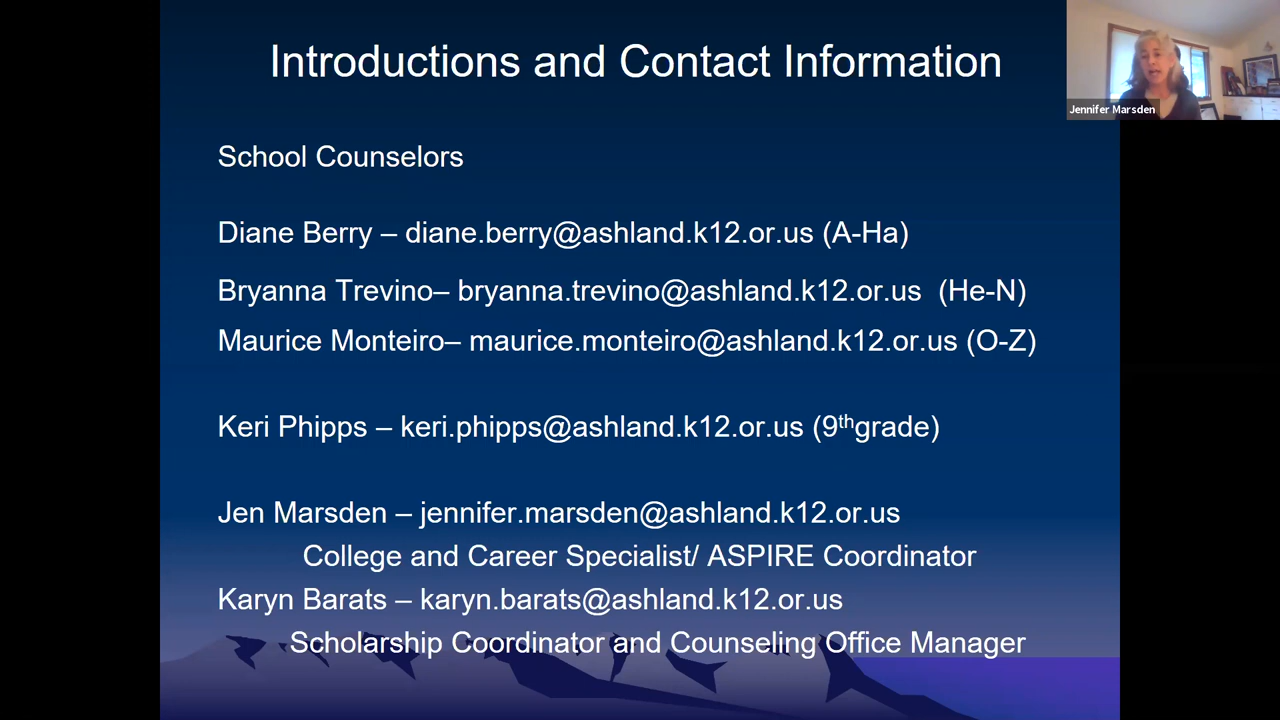 Introductions and Contact Information
Jennifer Marsden
School Counselors
Diane Berry – diane.berry@ashland.k12.or.us (A-Ha)
Bryanna Trevino– bryanna.trevino@ashland.k12.or.us (He-N)
Maurice Monteiro– maurice.monteiro@ashland.k12.or.us (O-Z)
Keri Phipps – keri.phipps@ashland.k12.or.us (9thgrade)
Jen Marsden – jennifer.marsden@ashland.k12.or.us
College and Career Specialist/ ASPIRE Coordinator
Karyn Barats – karyn.barats@ashland.k12.or.us
Scholarship Coordinator and Counseling Office Manager